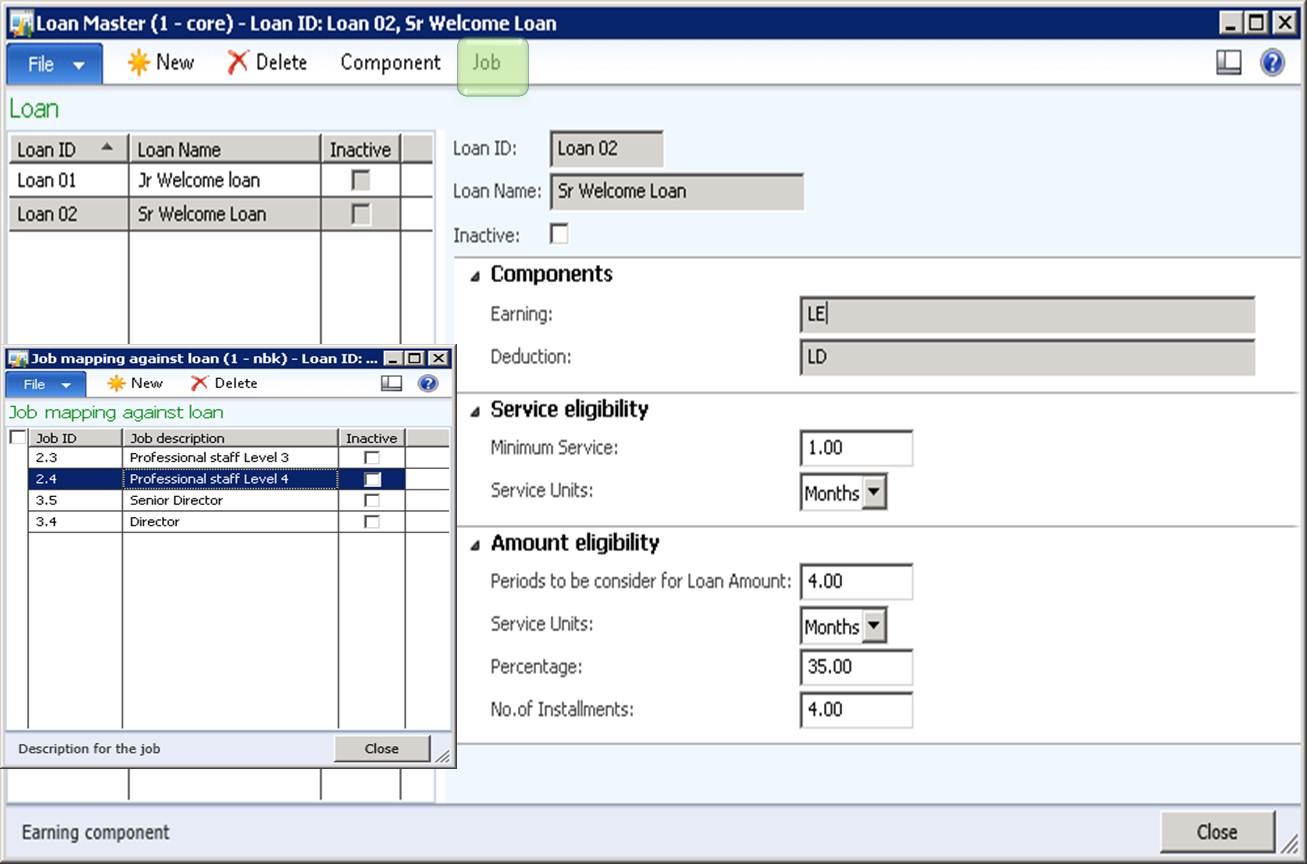 Loan Master (1 - core) - Loan ID: Loan 02, Sr Welcome Loan
File New Delete Component Job
Loan
Loan ID Loan Name Inactive
Loan 01 Jr Welcome loan
Loan 02 Sr Welcome Loan
Loan ID: Loan 02
Loan Name: Sr Welcome Loan
Inactive:
Components
Earning: LE
Deduction: LD
Service eligibility
Minimum Service: 1.00
Service Units: Months
Amount eligibility
Periods to be consider for Loan Amount: 4.00
Service Units: Months
Percentage: 35.00
No.of Installments: 4.00
Job mapping against loan (1 - nbk) - Loan ID: ...
File New Delete
Job mapping against loan
Job ID Job description Inactive
2.3 Professional staff Level 3
2.4 Professional staff Level 4
3.5 Senior Director
3.4 Director
Description for the job Close
Earning component Close